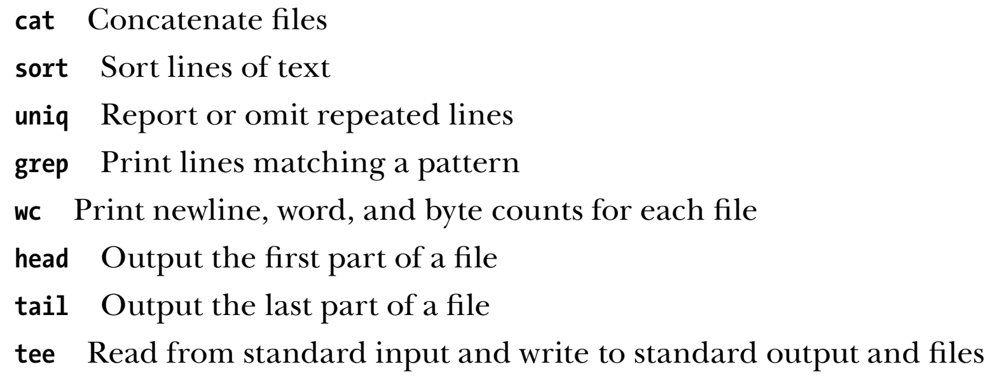 cat Concatenate files
sort Sort lines of text
uniq Report or omit repeated lines
grep Print lines matching a pattern
wc Print newline, word, and byte counts for each file
head Output the first part of a file
tail Output the last part of a file
tee Read from standard input and write to standard output and files